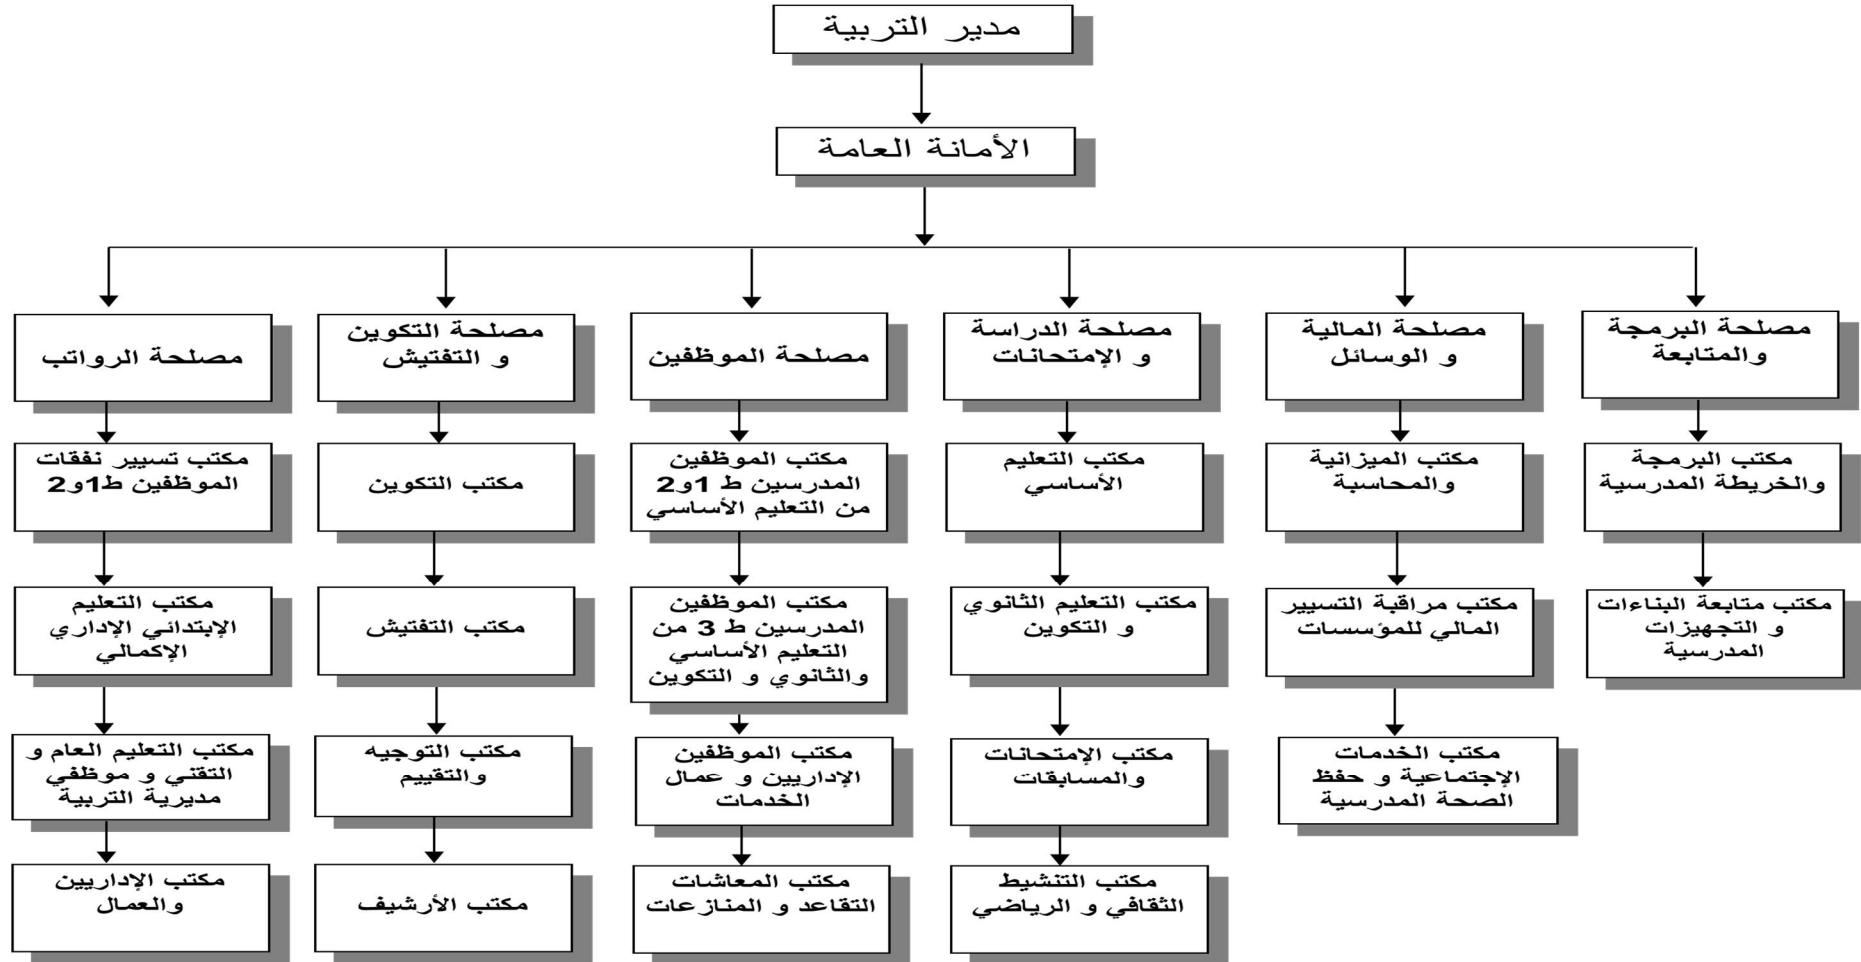 مدير التربية
الأمانة العامة
مصلحة البرمجة
والمتابعة
مصلحة المالية
و الوسائل
مصلحة الدراسة
و الإمتحانات
مصلحة الموظفين
مصلحة التكوين
و التفتيش
مصلحة الرواتب
مكتب البرمجة
والخريطة المدرسية
مكتب الميزانية
والمحاسبة
مكتب التعليم
الأساسي
مكتب الموظفين
المدرسين ط 1و2
من التعليم الأساسي
مكتب التكوين
مكتب تسيير نفقات
الموظفين ط1و2
مكتب متابعة البناءات
و التجهيزات
المدرسية
مكتب مراقبة التسيير
المالي للمؤسسات
مكتب التعليم الثانوي
و التكوين
مكتب الموظفين
المدرسين ط 3 من
التعليم الأساسي
والثانوي و التكوين
مكتب التفتيش
مكتب التعليم
الإبتدائي الإداري
الإكمالي
مكتب الخدمات
الإجتماعية و حفظ
الصحة المدرسية
مكتب الإمتحانات
والمسابقات
مكتب الموظفين
الإداريين و عمال
الخدمات
مكتب التوجيه
والتقييم
مكتب التعليم العام و
التقني و موظفي
مديرية التربية
مكتب التنشيط
الثقافي و الرياضي
مكتب المعاشات
التقاعد و المنازعات
مكتب الأرشيف
مكتب الإداريين
والعمال